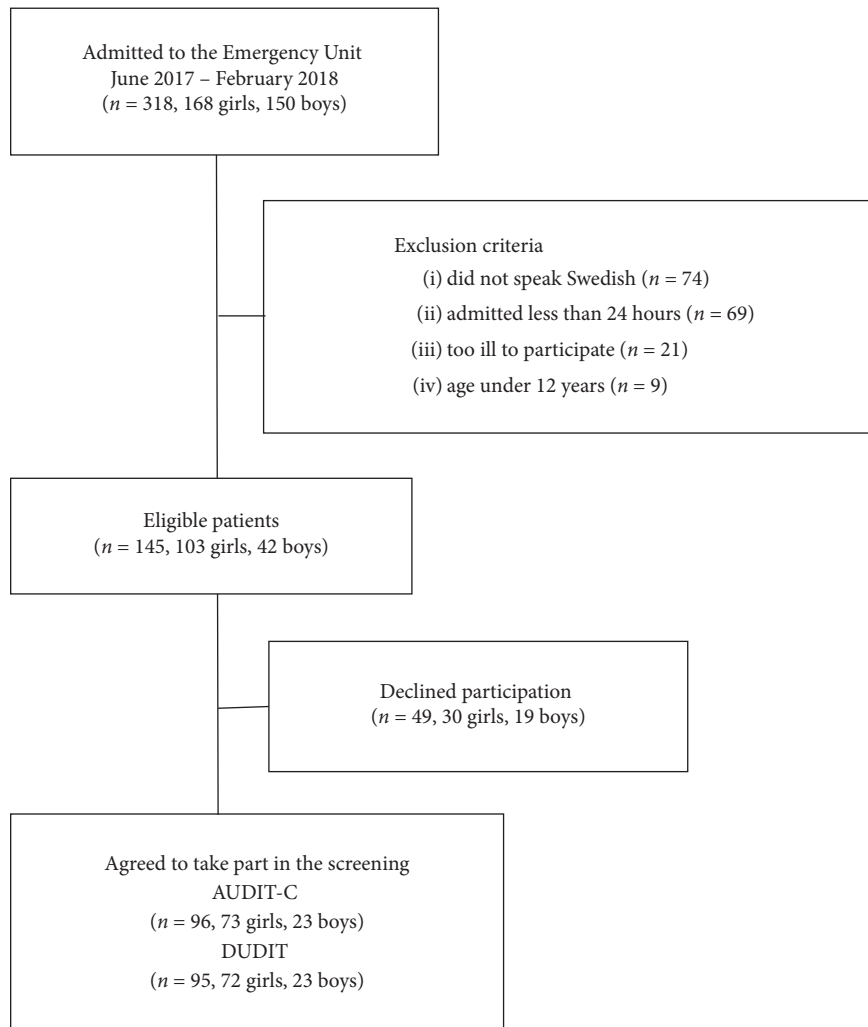 Admitted to the Emergency Unit
June 2017 – February 2018
(n = 318, 168 girls, 150 boys)
Exclusion criteria
(i) did not speak Swedish (n = 74)
(ii) admitted less than 24 hours (n = 69)
(iii) too ill to participate (n = 21)
(iv) age under 12 years (n = 9)
Eligible patients
(n = 145, 103 girls, 42 boys)
Declined participation
(n = 49, 30 girls, 19 boys)
Agreed to take part in the screening
AUDIT-C
(n = 96, 73 girls, 23 boys)
DUDIT
(n = 95, 72 girls, 23 boys)